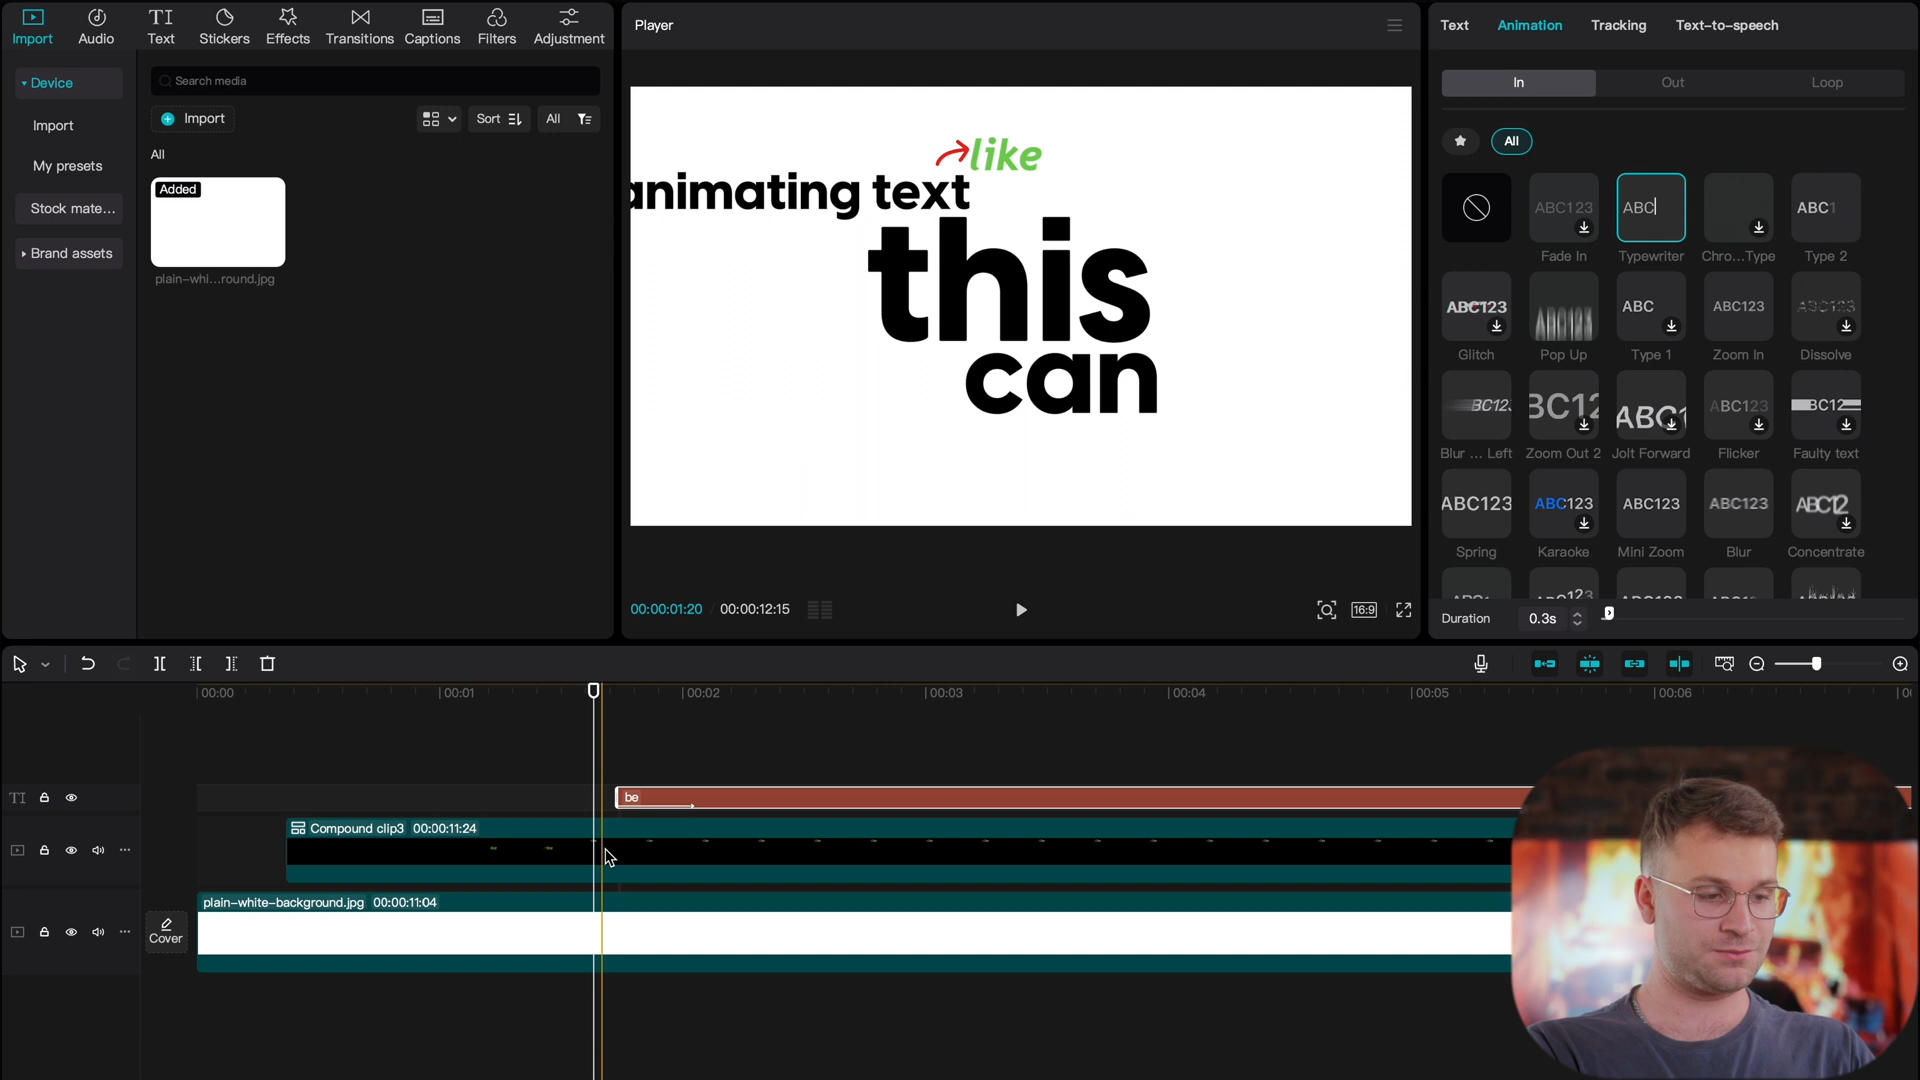 Import
Audio
Text
Stickers
Effects
Transitions
Captions
Filters
Adjustment
Device
Import
My presets
Stock mate...
Brand assets
Search media
Import
Sort
All
All
Added
plain-whi...round.jpg
Player
like
animating text
this
can
00:00:01:20
00:00:12:15
16:9
Text
Animation
Tracking
Text-to-speech
In
Out
Loop
All
ABC123
ABC
ABC1
Fade In
Typewriter
Chro...Type
Type 2
ABC123
ABC123
ABC
ABC123
ABC123
Glitch
Pop Up
Type 1
Zoom In
Dissolve
BC123
BC12
ABC1
ABC123
BC12
Blur ... Left
Zoom Out 2
Jolt Forward
Flicker
Faulty text
ABC123
ABC123
ABC123
ABC123
ABC12
Spring
Karaoke
Mini Zoom
Blur
Concentrate
Duration
0.3s
00:00
00:01
00:02
00:03
00:04
00:05
00:06
TI
be
Compound clip3 00:00:11:24
plain-white-background.jpg 00:00:11:04
Cover